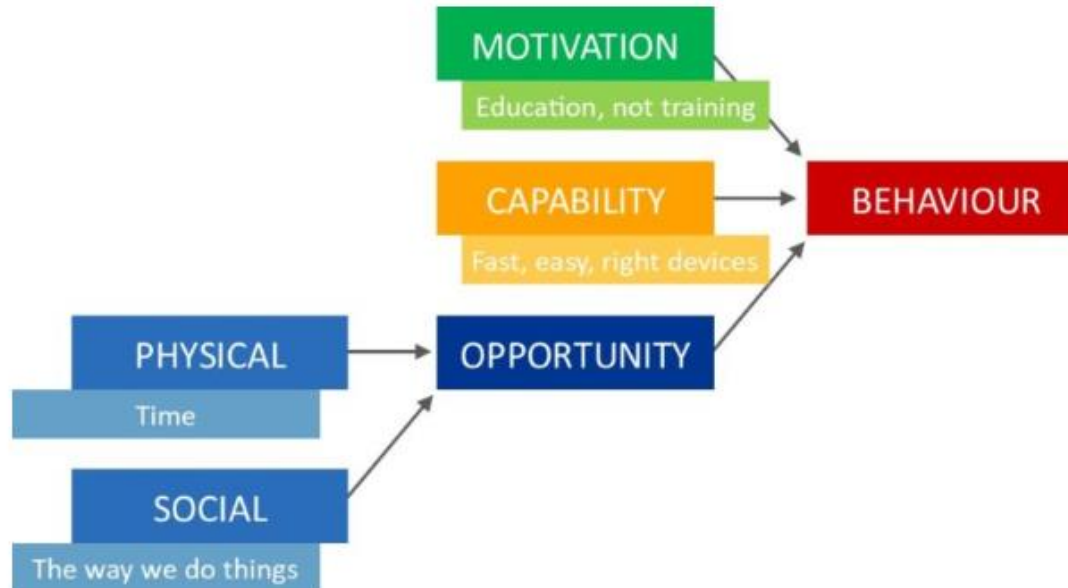 MOTIVATION
Education, not training
CAPABILITY
BEHAVIOUR
Fast, easy, right devices
PHYSICAL
OPPORTUNITY
Time
SOCIAL
The way we do things